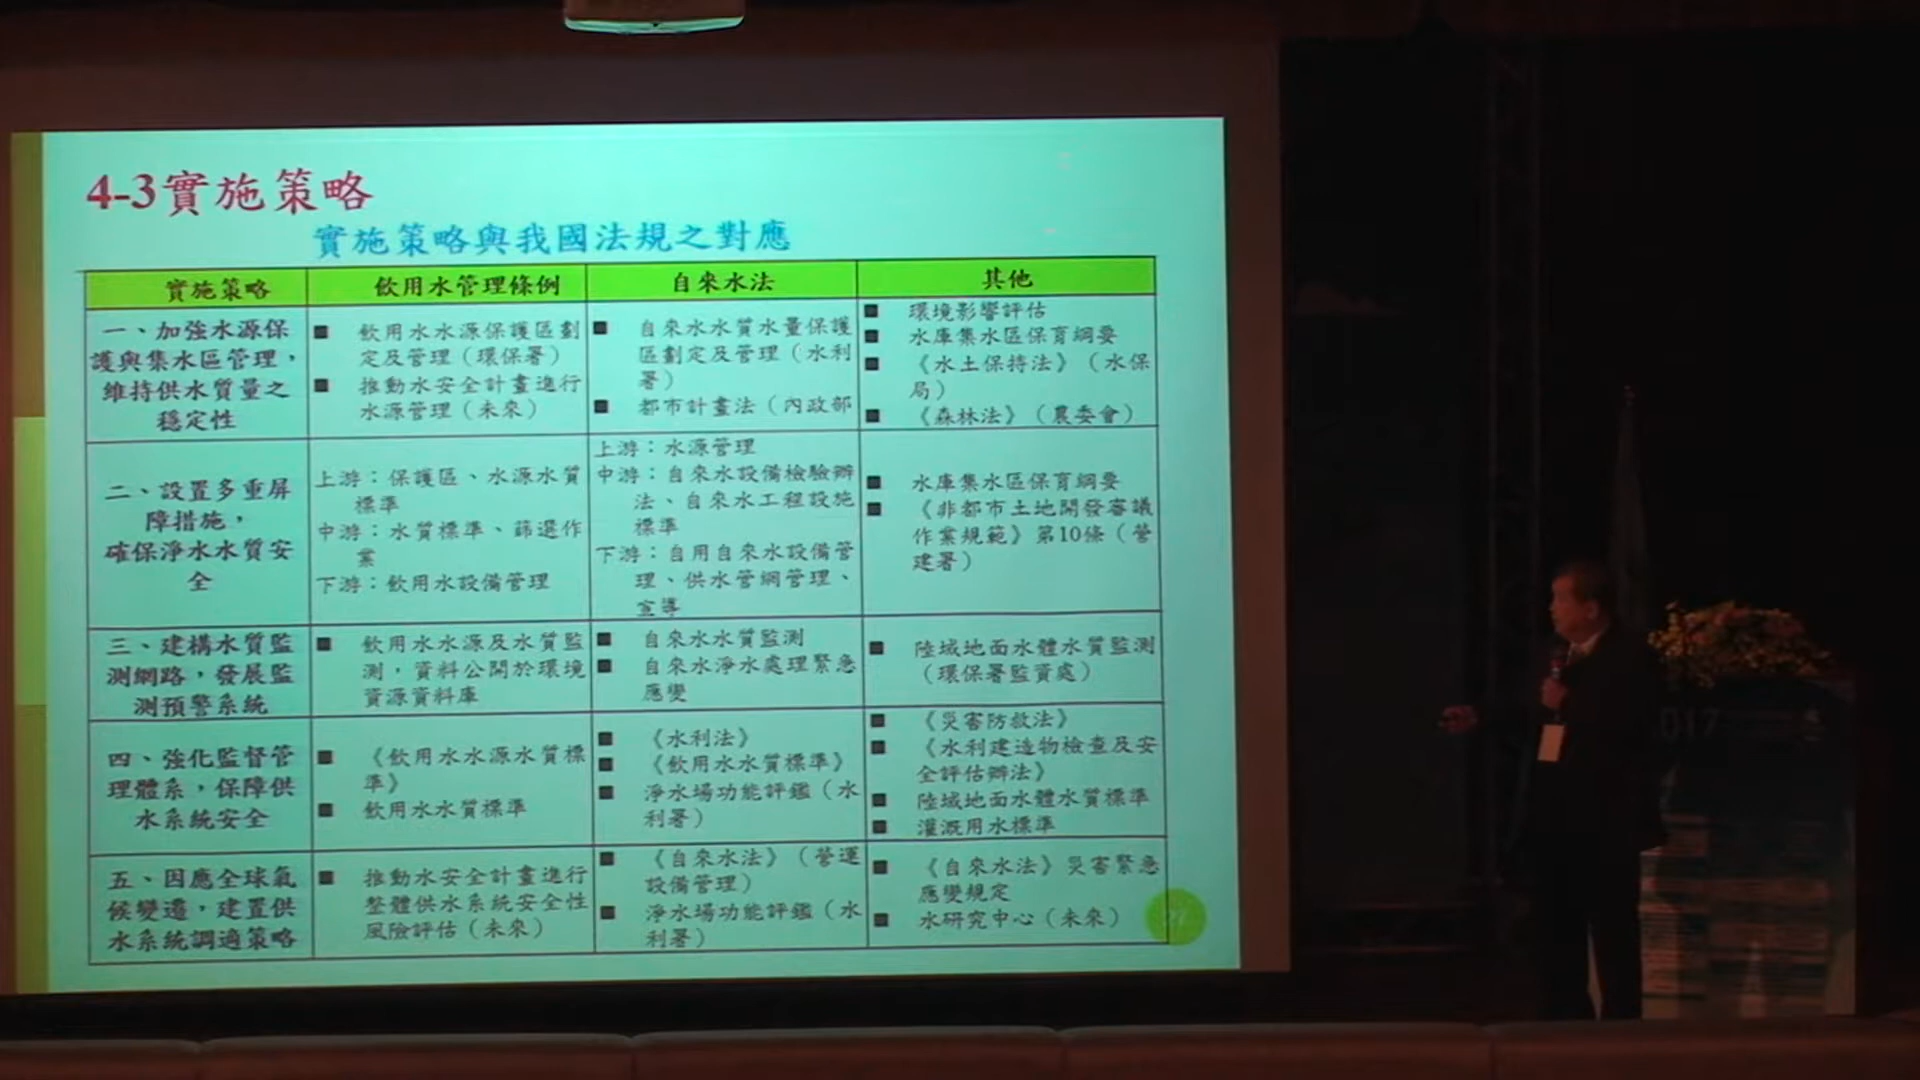 4-3實施策略
實施策略與我國法規之對應
實施策略
飲用水管理條例
自來水法
其他
一、加強水源保
護與集水區管理，
維持供水質量之
穩定性
■ 飲用水水源保護區劃
定及管理（環保署）
■ 推動水安全計畫進行
水源管理（未來）
■ 自來水水質水量保護
區劃定及管理（水利
署）
■ 都市計畫法（內政部
■ 環境影響評估
■ 水庫集水區保育綱要
■ 《水土保持法》（水保
局）
■ 《森林法》（農委會）
二、設置多重屏
障措施，
確保淨水水質安
全
上游：保護區、水源水質
標準
中游：水質標準、篩選作
業
下游：飲用水設備管理
上游：水源管理
中游：自來水設備檢驗辦
法、自來水工程設施
標準
下游：自用自來水設備管
理、供水管網管理、
宣導
■ 水庫集水區保育綱要
■ 《非都市土地開發審議
作業規範》第10條（營
建署）
三、建構水質監
測網路，發展監
測預警系統
■ 飲用水水源及水質監
測，資料公開於環境
資源資料庫
■ 自來水水質監測
■ 自來水淨水處理緊急
應變
■ 陸域地面水體水質監測
（環保署監資處）
四、強化監督管
理體系，保障供
水系統安全
■ 《飲用水水源水質標
準》
■ 飲用水水質標準
■ 《水利法》
■ 《飲用水水質標準》
■ 淨水場功能評鑑（水
利署）
■ 《災害防救法》
■ 《水利建造物檢查及安
全評估辦法》
■ 陸域地面水體水質標準
■ 灌溉用水標準
五、因應全球氣
候變遷，建置供
水系統調適策略
■ 推動水安全計畫進行
整體供水系統安全性
風險評估（未來）
■ 《自來水法》（營運
設備管理）
■ 淨水場功能評鑑（水
利署）
■ 《自來水法》災害緊急
應變規定
■ 水研究中心（未來）